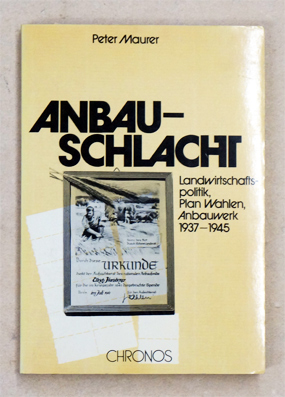 Peter Maurer
ANBAU-
SCHLACHT
Landwirtschafts-
politik,
Plan Wahlen,
Anbauwerk
1937-1945
URKUNDE
CHRONOS